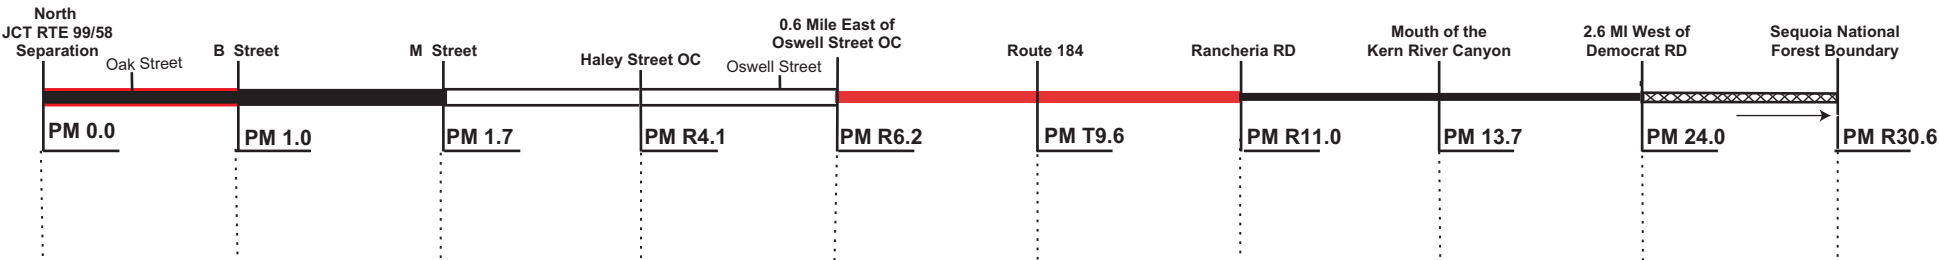 North
JCT RTE 99/58
Separation
Oak Street
B Street
M Street
Haley Street OC
Oswell Street
0.6 Mile East of
Oswell Street OC
Route 184
Rancheria RD
Mouth of the
Kern River Canyon
2.6 MI West of
Democrat RD
Sequoia National
Forest Boundary
PM 0.0
PM 1.0
PM 1.7
PM R4.1
PM R6.2
PM T9.6
PM R11.0
PM 13.7
PM 24.0
PM R30.6